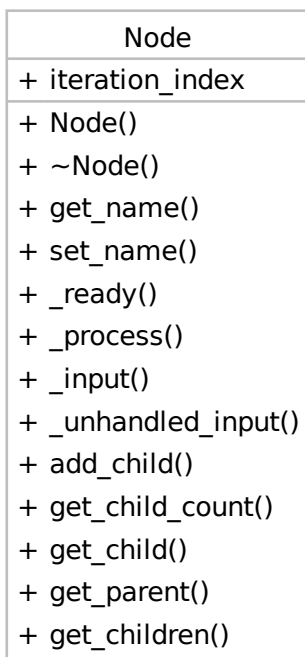 Node
+ iteration_index
+ Node()
+ ~Node()
+ get_name()
+ set_name()
+ _ready()
+ _process()
+ _input()
+ _unhandled_input()
+ add_child()
+ get_child_count()
+ get_child()
+ get_parent()
+ get_children()